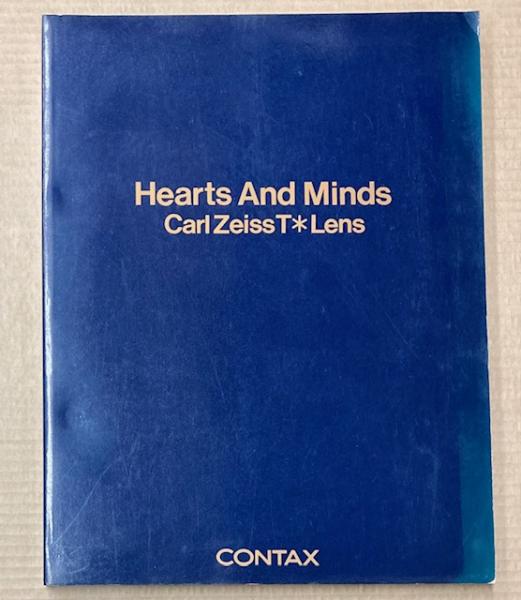 Hearts And Minds
Carl Zeiss T* Lens
CONTAX